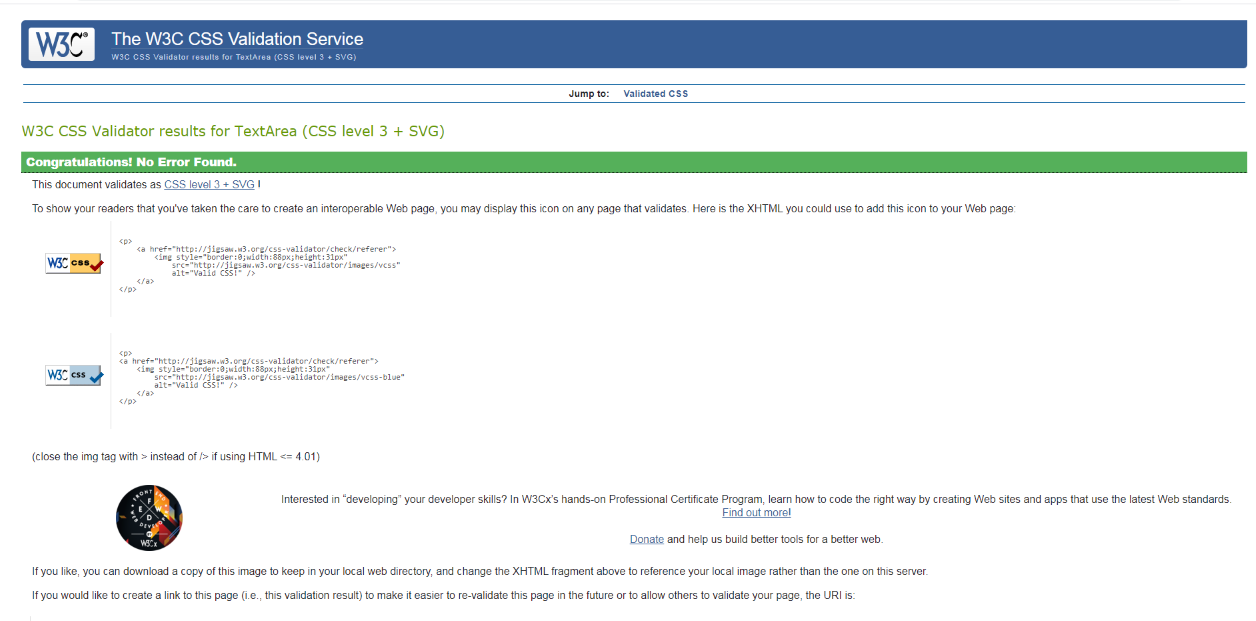 W3C®
The W3C CSS Validation Service
W3C CSS Validator results for TextArea (CSS level 3 + SVG)
Jump to: Validated CSS
W3C CSS Validator results for TextArea (CSS level 3 + SVG)
Congratulations! No Error Found.
This document validates as CSS level 3 + SVG !
To show your readers that you've taken the care to create an interoperable Web page, you may display this icon on any page that validates. Here is the XHTML you could use to add this icon to your Web page:
W3C css
<p>
<a href="http://jigsaw.w3.org/css-validator/check/referer">
<img style="border:0;width:88px;height:31px"
src="http://jigsaw.w3.org/css-validator/images/vcss"
alt="Valid CSS!" />
</a>
</p>
W3C css
<p>
<a href="http://jigsaw.w3.org/css-validator/check/referer">
<img style="border:0;width:88px;height:31px"
src="http://jigsaw.w3.org/css-validator/images/vcss-blue"
alt="Valid CSS!" />
</a>
</p>
(close the img tag with > instead of /> if using HTML <= 4.01)
FRONT END
WEB DEVELOPER
F E W D
W3Cx
Interested in “developing” your developer skills? In W3Cx's hands-on Professional Certificate Program, learn how to code the right way by creating Web sites and apps that use the latest Web standards.
Find out more!
Donate and help us build better tools for a better web.
If you like, you can download a copy of this image to keep in your local web directory, and change the XHTML fragment above to reference your local image rather than the one on this server.
If you would like to create a link to this page (i.e., this validation result) to make it easier to re-validate this page in the future or to allow others to validate your page, the URI is: